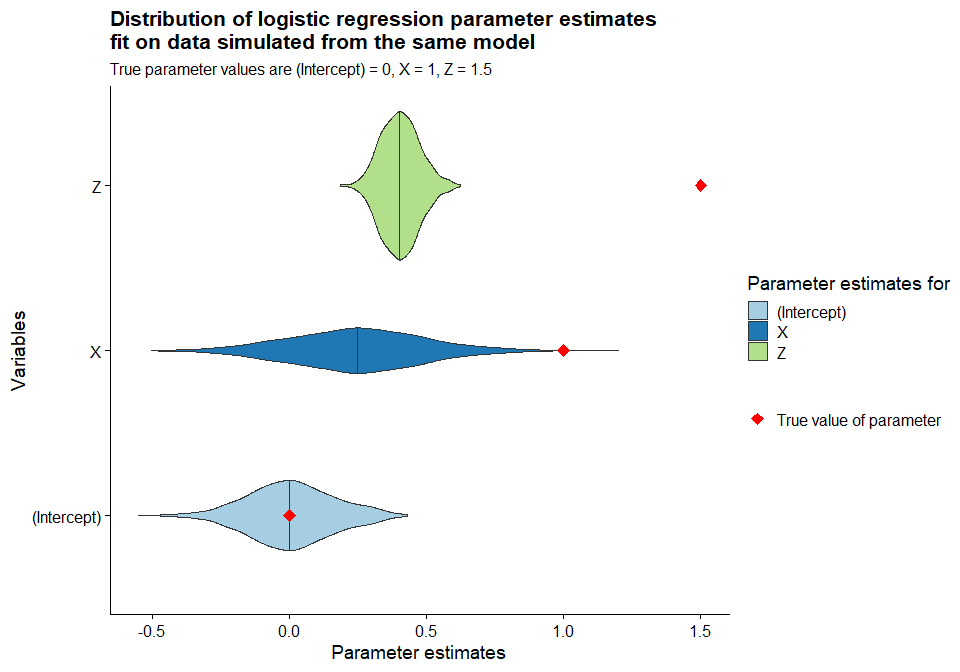 Distribution of logistic regression parameter estimates
fit on data simulated from the same model
True parameter values are (Intercept) = 0, X = 1, Z = 1.5
Variables
Z
X
(Intercept)
-0.5
0.0
0.5
1.0
1.5
Parameter estimates
Parameter estimates for
(Intercept)
X
Z
True value of parameter